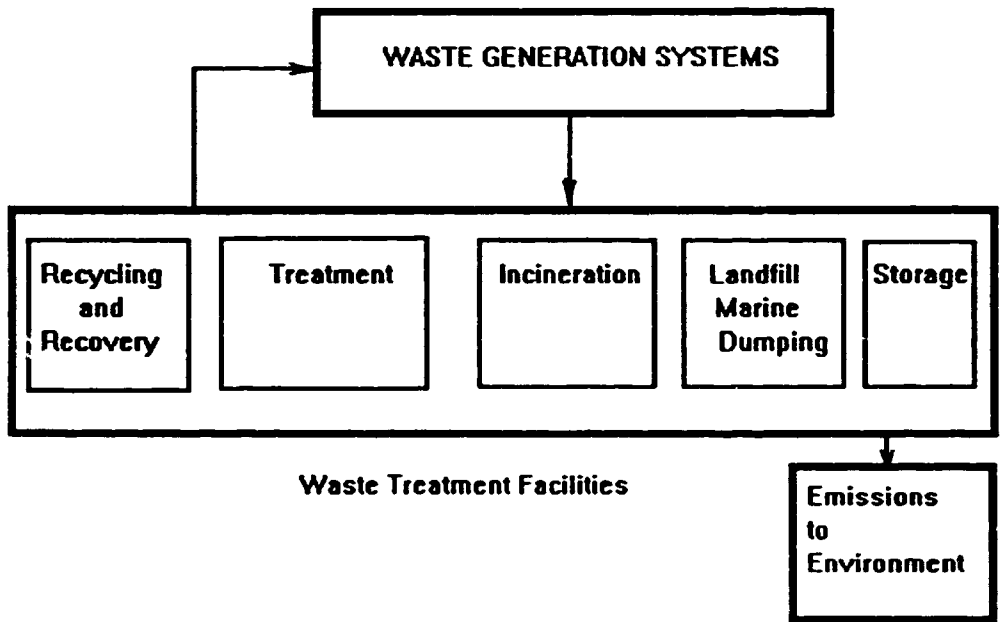 WASTE GENERATION SYSTEMS
Recycling
and
Recovery
Treatment
Incineration
Landfill
Marine
Dumping
Storage
Waste Treatment Facilities
Emissions
to
Environment